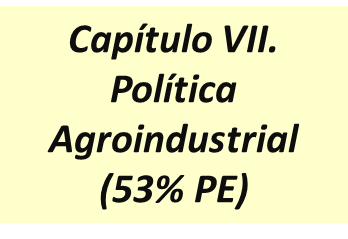 Capítulo VII.
Política
Agroindustrial
(53% PE)